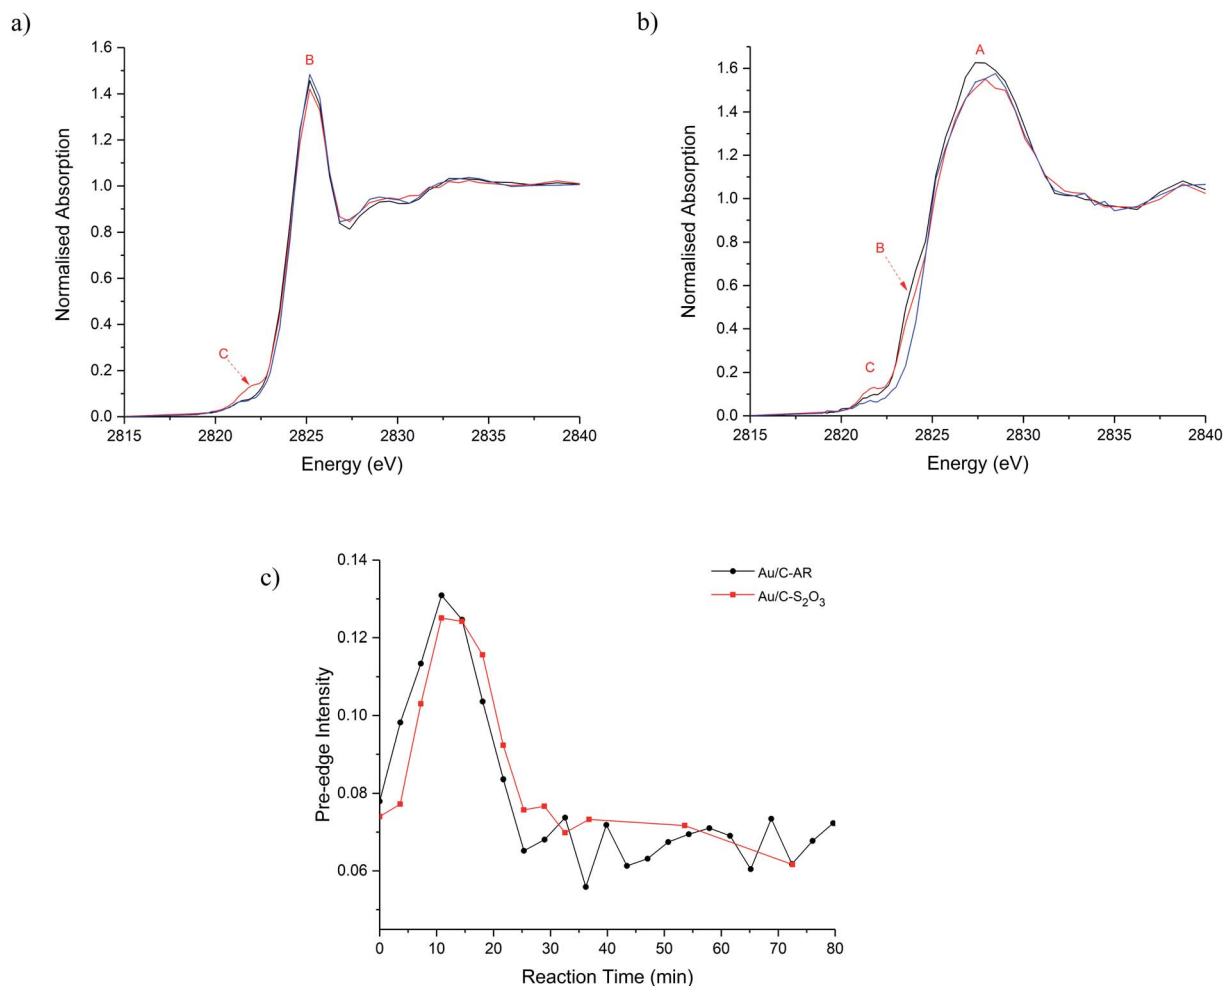 a)
B
1.6
1.4
1.2
1.0
0.8
0.6
0.4
0.2
0.0
Normalised Absorption
C
2815 2820 2825 2830 2835 2840
Energy (eV)
b)
A
1.6
1.4
1.2
1.0
0.8
0.6
0.4
0.2
0.0
Normalised Absorption
B
C
2815 2820 2825 2830 2835 2840
Energy (eV)
c)
0.14
0.12
0.10
0.08
0.06
Pre-edge Intensity
Au/C-AR
Au/C-S₂O₃
0 10 20 30 40 50 60 70 80
Reaction Time (min)